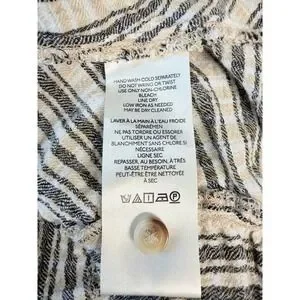 HAND WASH COLD SEPARATELY
DO NOT WRING OR TWIST
USE ONLY NON-CHLORINE
BLEACH
LINE DRY
LOW IRON AS NEEDED
MAY BE DRY CLEANED
LAVER À LA MAIN À L'EAU FROIDE
SÉPARÉMEN
NE PAS TORDRE OU ESSORER
UTILISER UN AGENT DE
BLANCHIMENT SANS CHLORE SI
NÉCESSAIRE
LIGNE SEC
REPASSER, AU BESOIN, À TRÈS
BASSE TEMPÉRATURE
PEUT-ÊTRE ÊTRE NETTOYÉE
À SEC